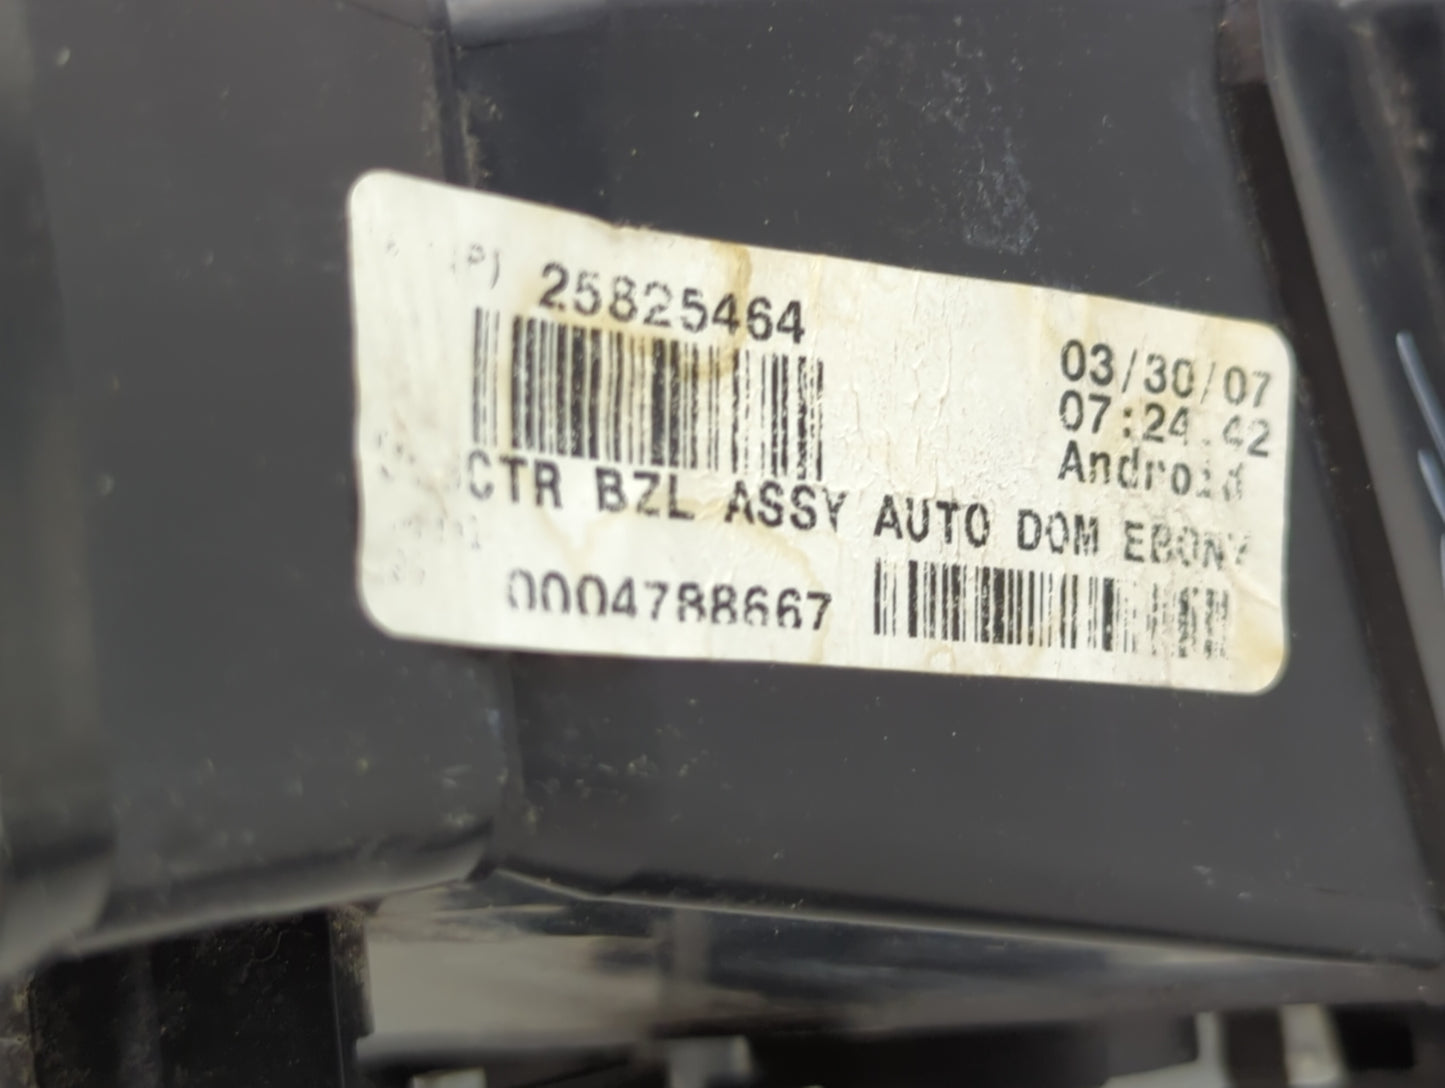 (P) 25825464
03/30/07
07:24:42
Android
CTR BZL ASSY AUTO DOM EBONY
0004788667